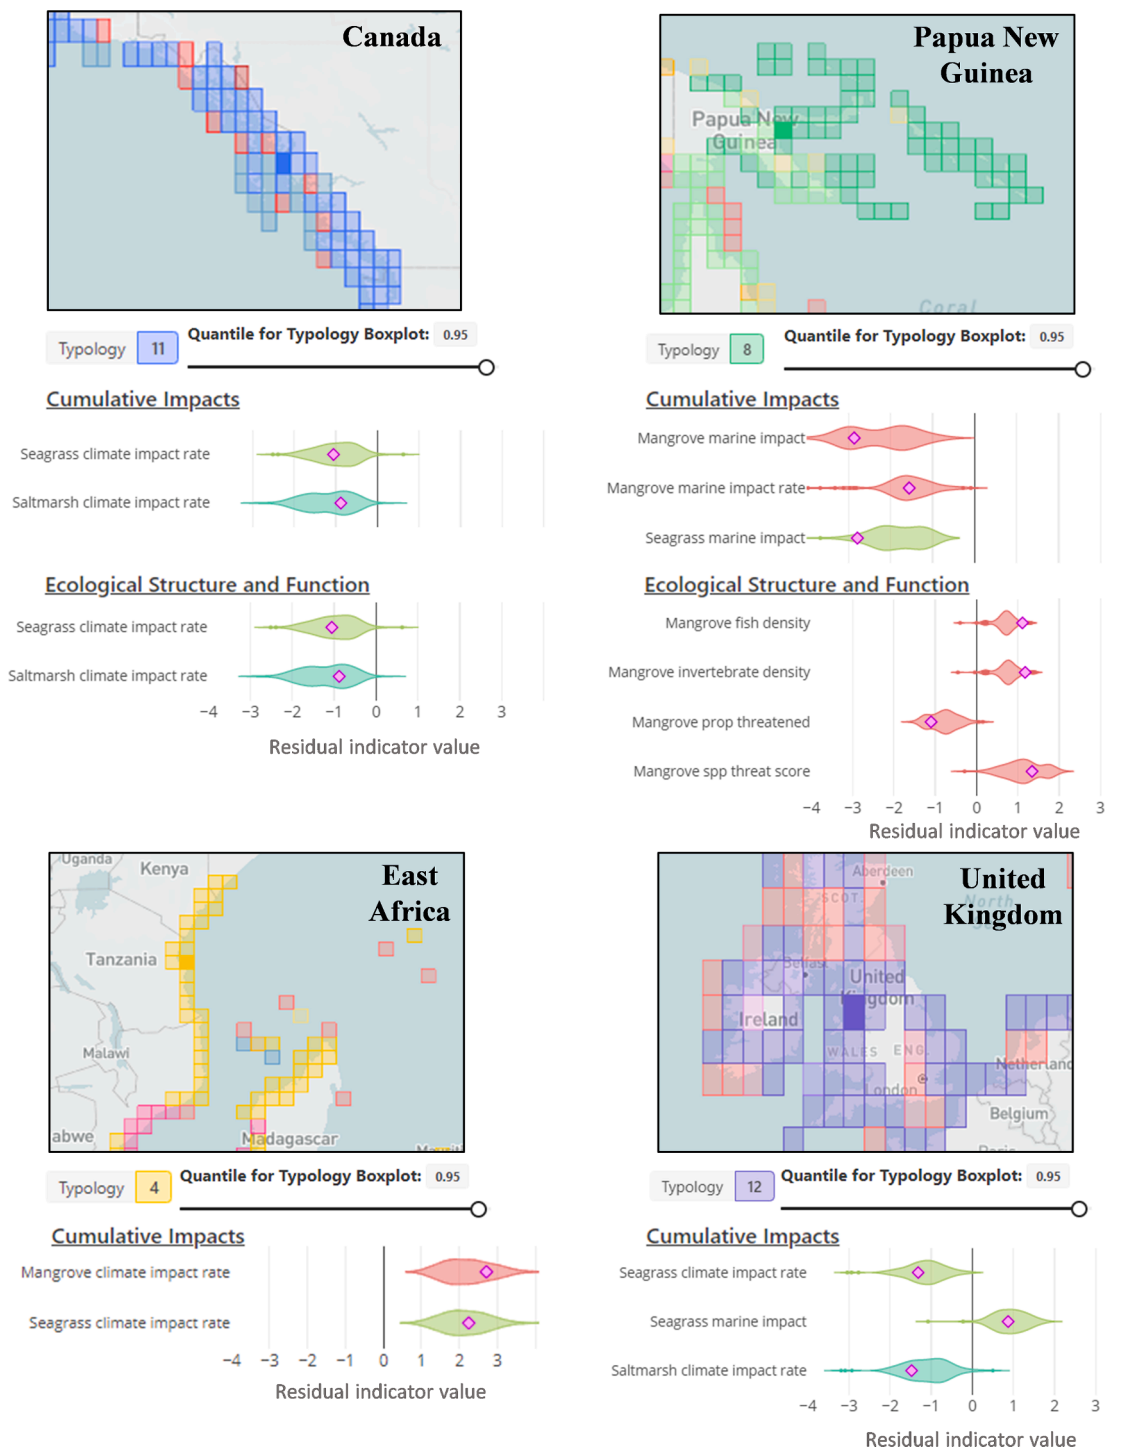 Canada
Typology 11
Quantile for Typology Boxplot: 0.95
Cumulative Impacts
Seagrass climate impact rate
Saltmarsh climate impact rate
Ecological Structure and Function
Seagrass climate impact rate
Saltmarsh climate impact rate
−4 −3 −2 −1 0 1 2 3
Residual indicator value
Papua New
Guinea
Papua New
Guinea
Coral
Typology 8
Quantile for Typology Boxplot: 0.95
Cumulative Impacts
Mangrove marine impact
Mangrove marine impact rate
Seagrass marine impact
Ecological Structure and Function
Mangrove fish density
Mangrove invertebrate density
Mangrove prop threatened
Mangrove spp threat score
−4 −3 −2 −1 0 1 2 3
Residual indicator value
East
Africa
Uganda
Kenya
Tanzania
Malawi
abwe
Madagascar
Typology 4
Quantile for Typology Boxplot: 0.95
Cumulative Impacts
Mangrove climate impact rate
Seagrass climate impact rate
−4 −3 −2 −1 0 1 2 3
Residual indicator value
United
Kingdom
Aberdeen
SCOT.
North
Belfast
United
Kingdom
Ireland
WALES ENG.
Netherland
London
Belgium
Typology 12
Quantile for Typology Boxplot: 0.95
Cumulative Impacts
Seagrass climate impact rate
Seagrass marine impact
Saltmarsh climate impact rate
−4 −3 −2 −1 0 1 2 3
Residual indicator value